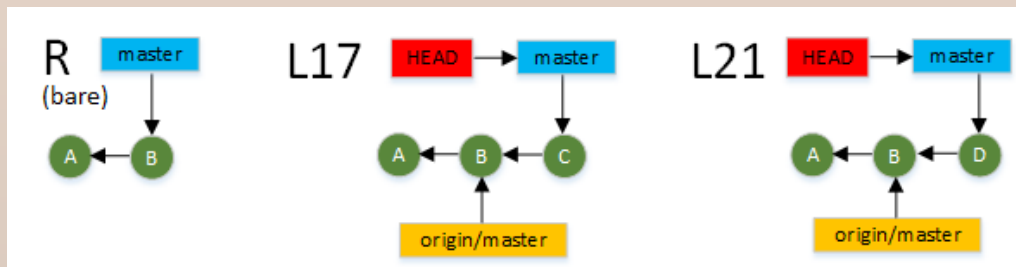 R
(bare)
master
A
B
L17
HEAD
master
A
B
C
origin/master
L21
HEAD
master
A
B
D
origin/master